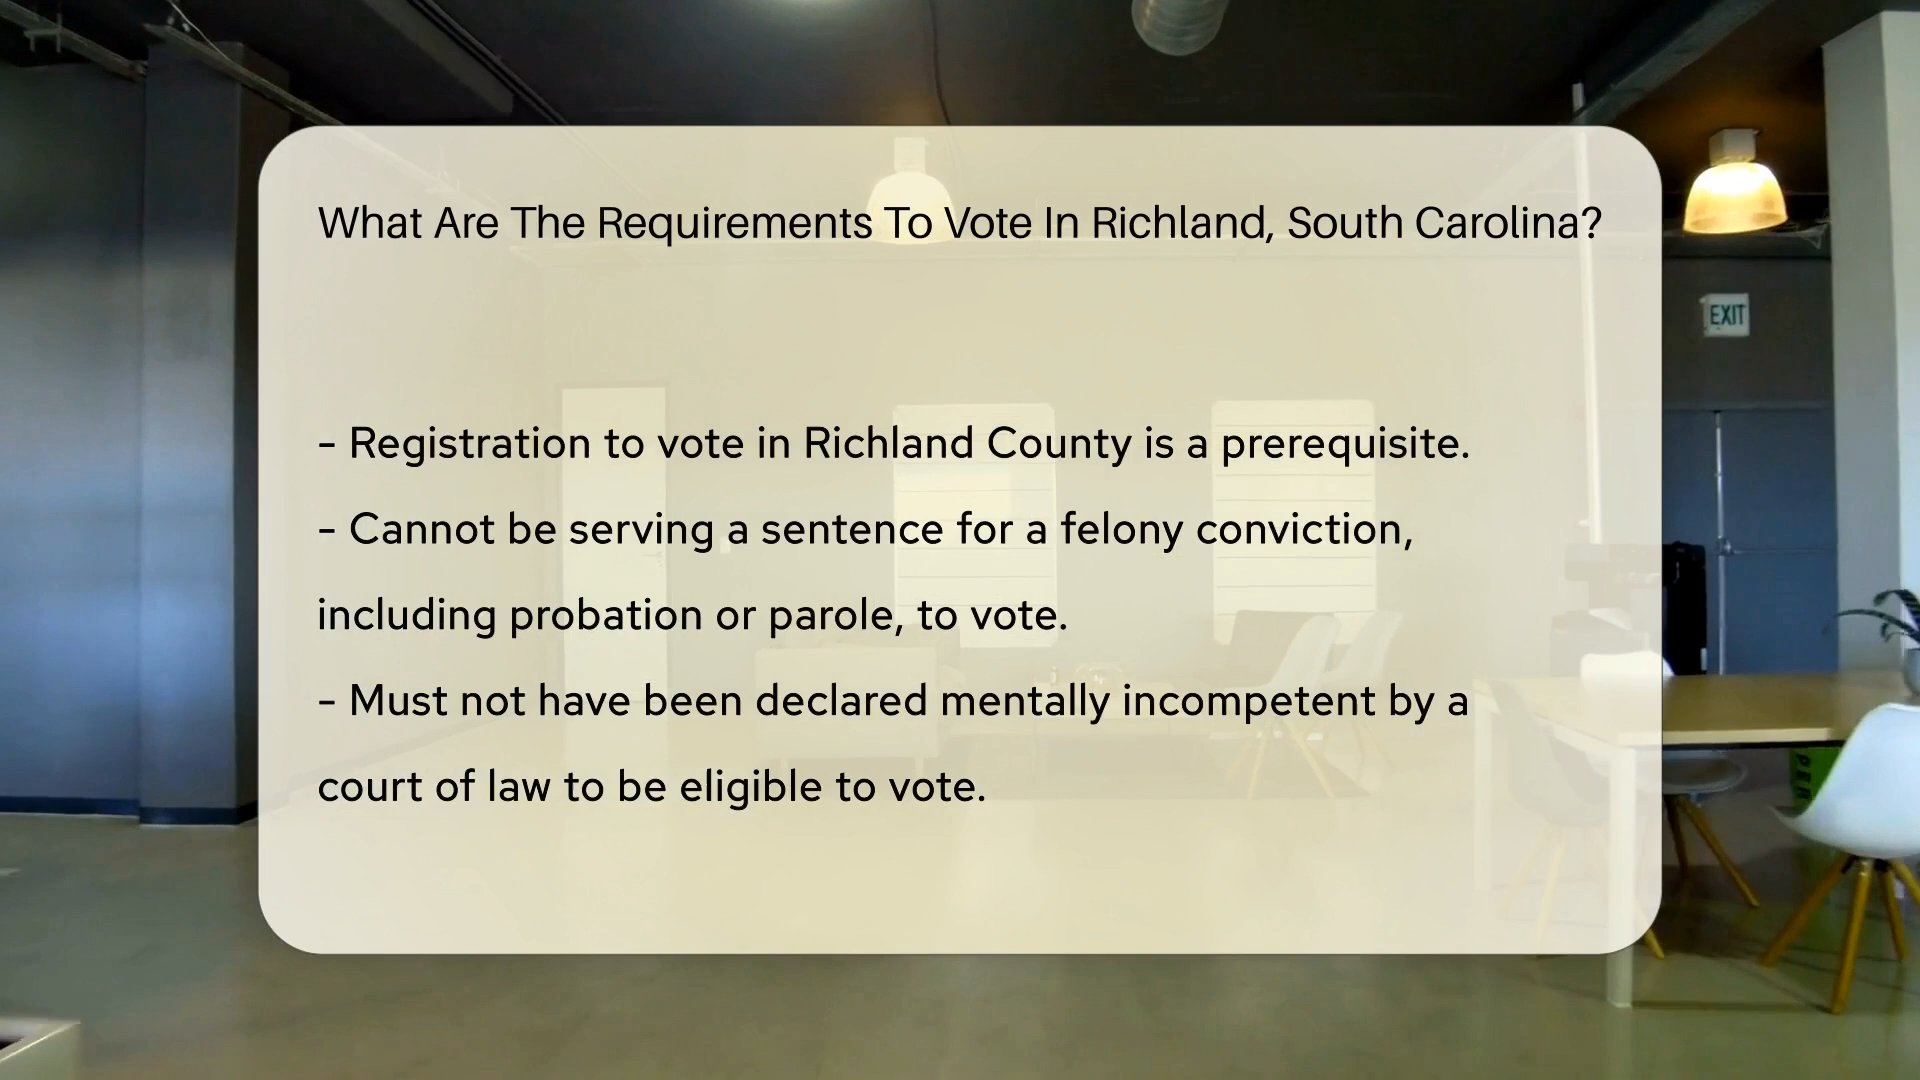 What Are The Requirements To Vote In Richland, South Carolina?
EXIT
- Registration to vote in Richland County is a prerequisite.
- Cannot be serving a sentence for a felony conviction,
including probation or parole, to vote.
- Must not have been declared mentally incompetent by a
court of law to be eligible to vote.